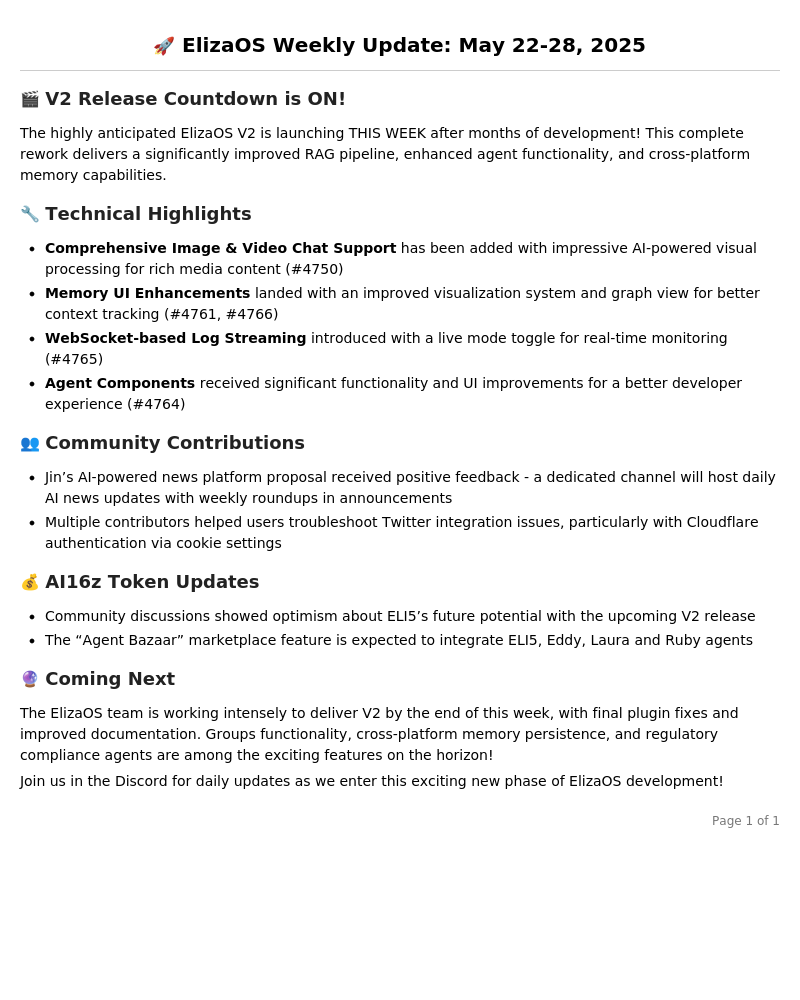 🚀 ElizaOS Weekly Update: May 22-28, 2025
🎬 V2 Release Countdown is ON!
The highly anticipated ElizaOS V2 is launching THIS WEEK after months of development! This complete
rework delivers a significantly improved RAG pipeline, enhanced agent functionality, and cross-platform
memory capabilities.
🔧 Technical Highlights
• Comprehensive Image & Video Chat Support has been added with impressive AI-powered visual
processing for rich media content (#4750)
• Memory UI Enhancements landed with an improved visualization system and graph view for better
context tracking (#4761, #4766)
• WebSocket-based Log Streaming introduced with a live mode toggle for real-time monitoring
(#4765)
• Agent Components received significant functionality and UI improvements for a better developer
experience (#4764)
👥 Community Contributions
• Jin’s AI-powered news platform proposal received positive feedback - a dedicated channel will host daily
AI news updates with weekly roundups in announcements
• Multiple contributors helped users troubleshoot Twitter integration issues, particularly with Cloudflare
authentication via cookie settings
💰 AI16z Token Updates
• Community discussions showed optimism about ELI5’s future potential with the upcoming V2 release
• The “Agent Bazaar” marketplace feature is expected to integrate ELI5, Eddy, Laura and Ruby agents
🔮 Coming Next
The ElizaOS team is working intensely to deliver V2 by the end of this week, with final plugin fixes and
improved documentation. Groups functionality, cross-platform memory persistence, and regulatory
compliance agents are among the exciting features on the horizon!
Join us in the Discord for daily updates as we enter this exciting new phase of ElizaOS development!
Page 1 of 1